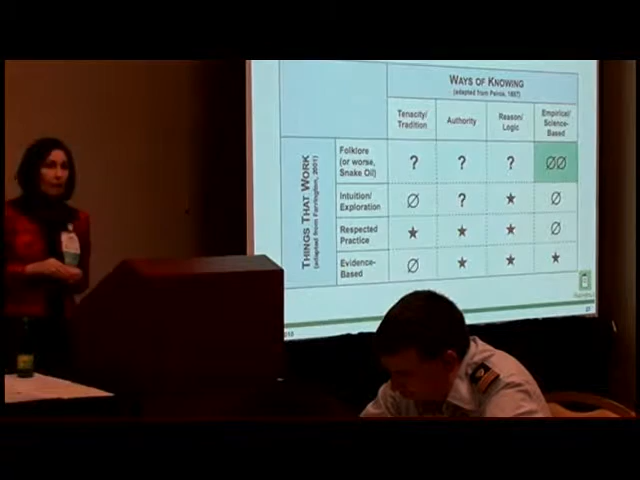 WAYS OF KNOWING
(adapted from Peirce, 1887)
Tenacity/
Tradition
Authority
Reason/
Logic
Empirical/
Science-
Based
THINGS THAT WORK
(adapted from Farrington, 2001)
Folklore
(or worse,
Snake Oil)
? ? ? ∅∅
Intuition/
Exploration
∅ ? ★ ∅
Respected
Practice
★ ★ ★ ∅
Evidence-
Based
∅ ★ ★ ★